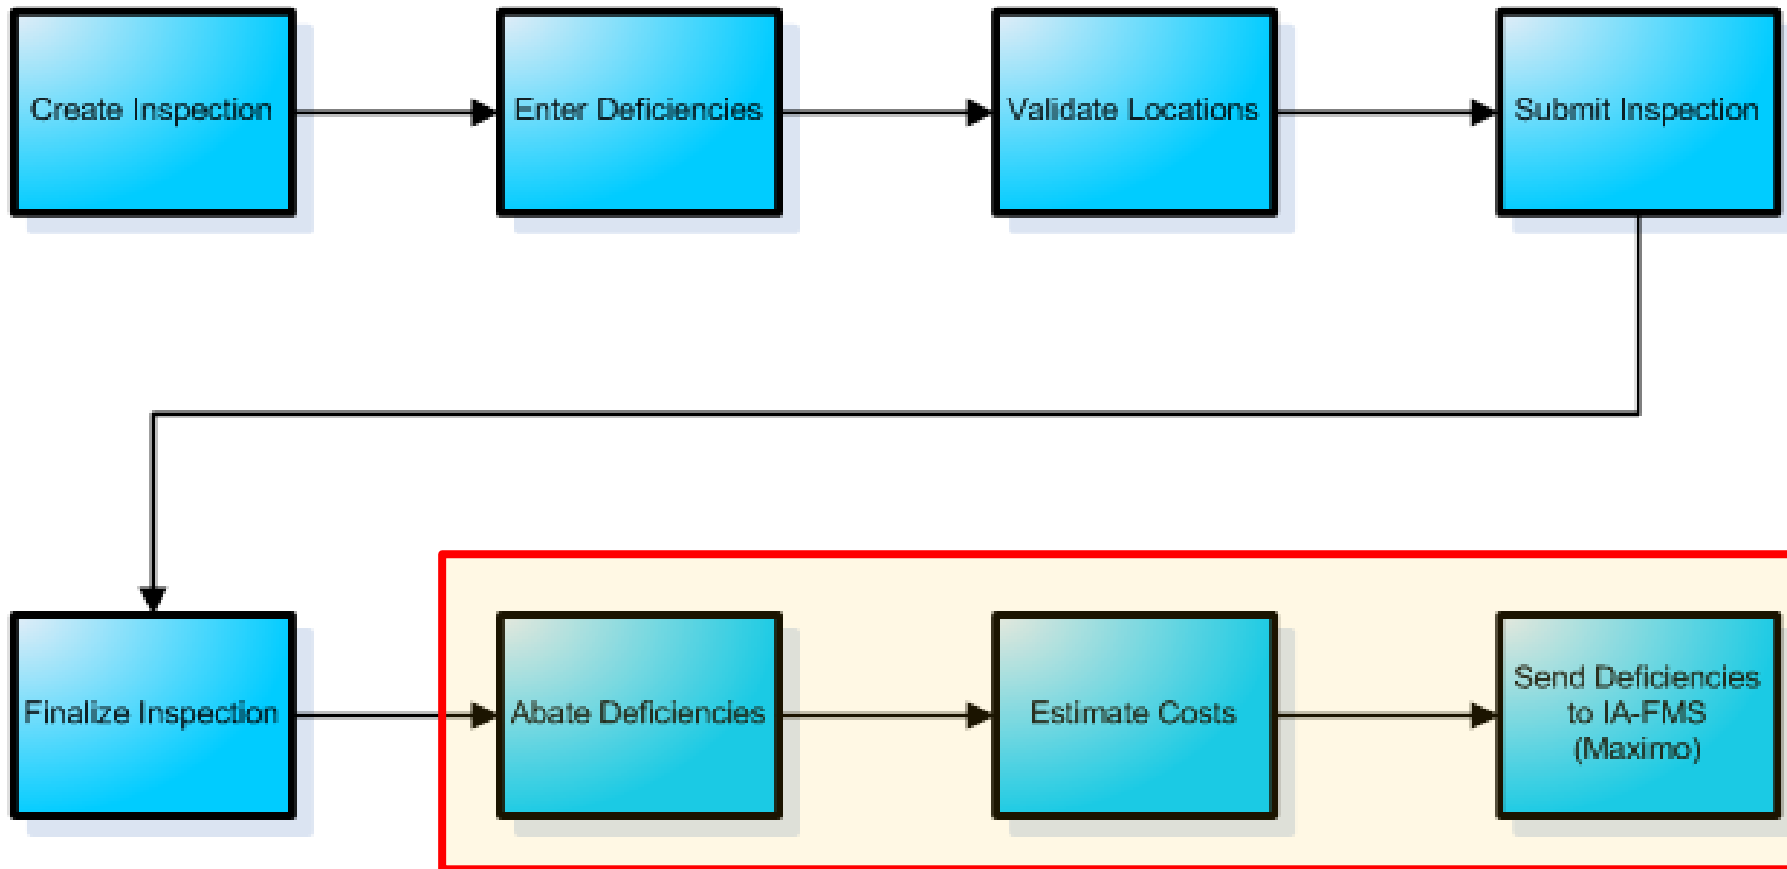 Create Inspection
Enter Deficiencies
Validate Locations
Submit Inspection
Finalize Inspection
Abate Deficiencies
Estimate Costs
Send Deficiencies
to IA-FMS
(Maximo)